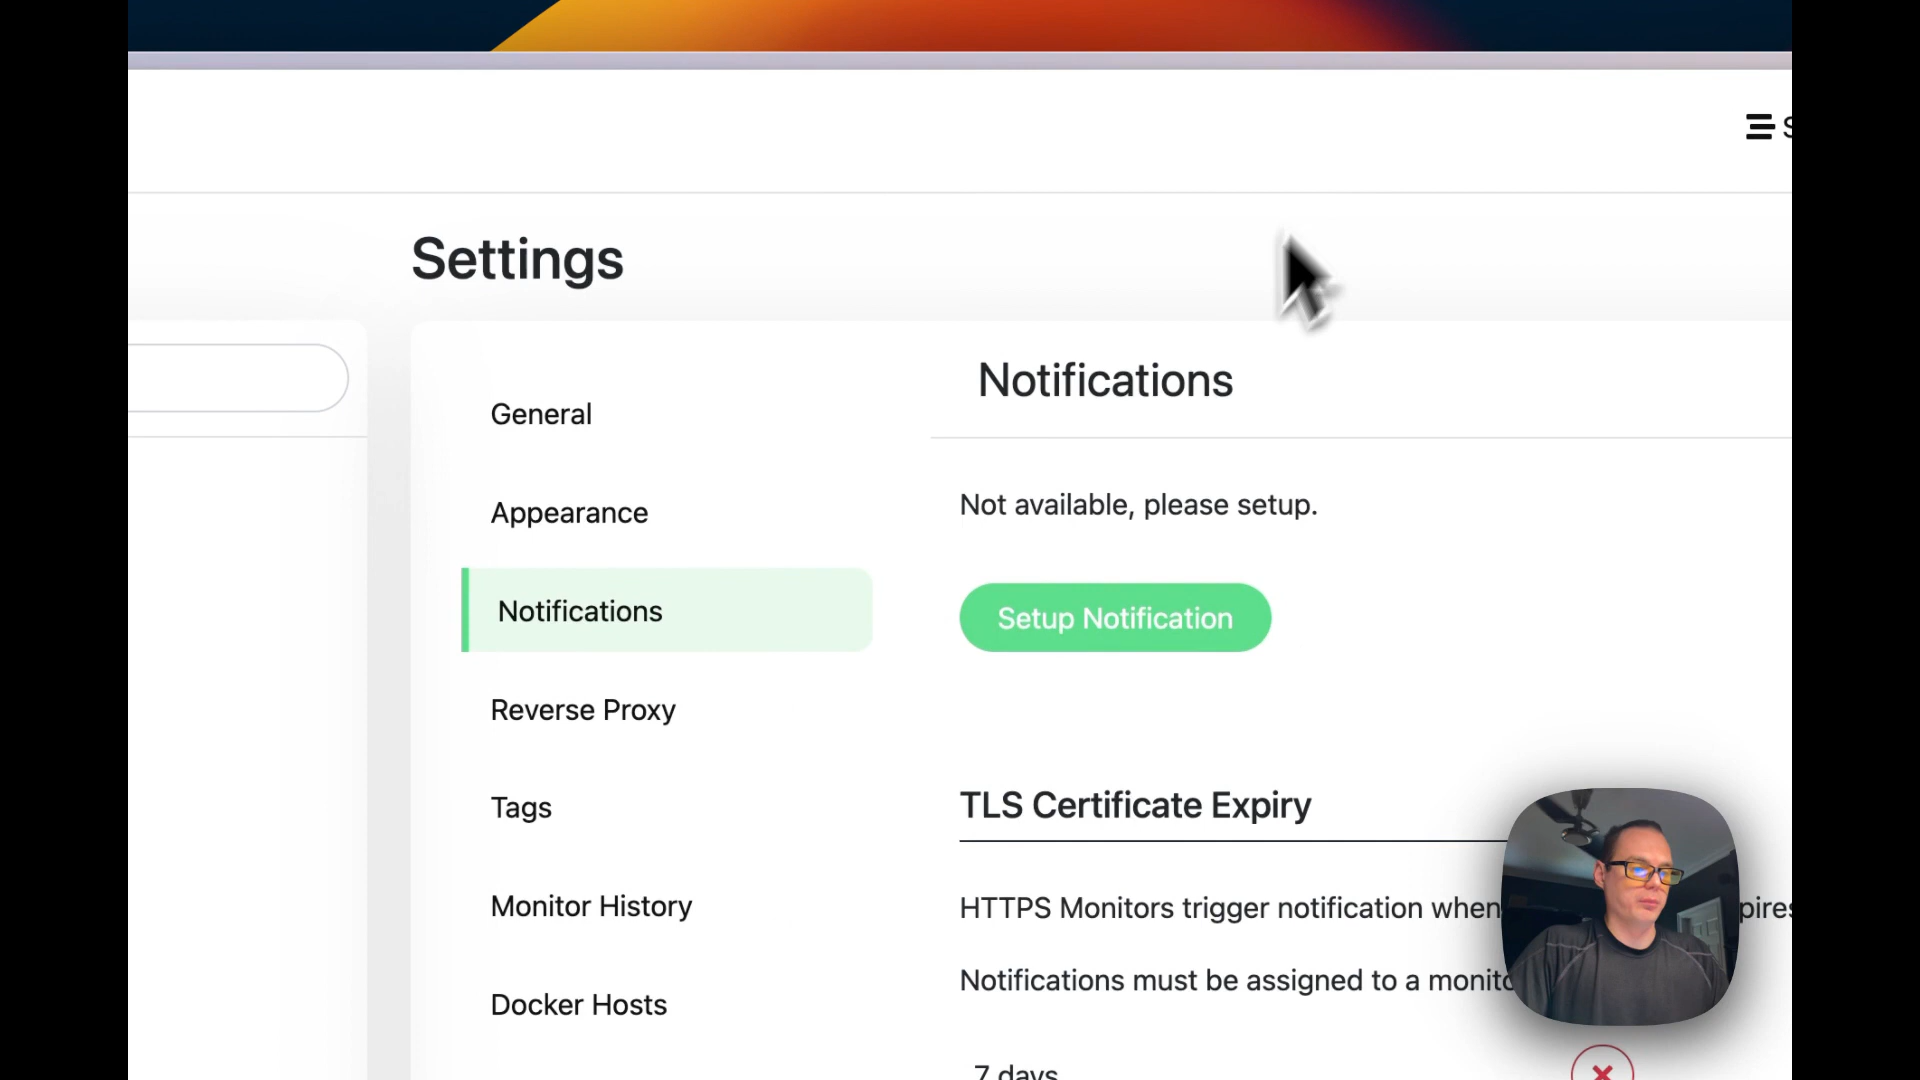 Settings
General
Appearance
Notifications
Reverse Proxy
Tags
Monitor History
Docker Hosts
Notifications
Not available, please setup.
Setup Notification
TLS Certificate Expiry
HTTPS Monitors trigger notification when
Notifications must be assigned to a
7 days